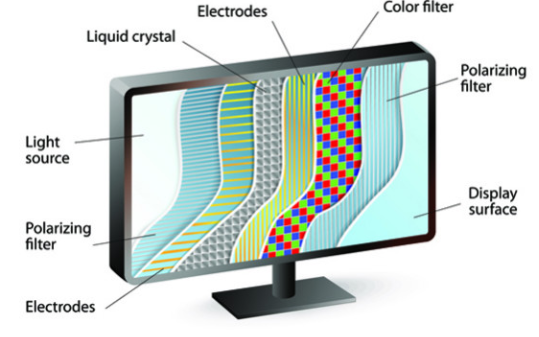 Electrodes
Color filter
Liquid crystal
Polarizing
filter
Light
source
Polarizing
filter
Display
surface
Electrodes